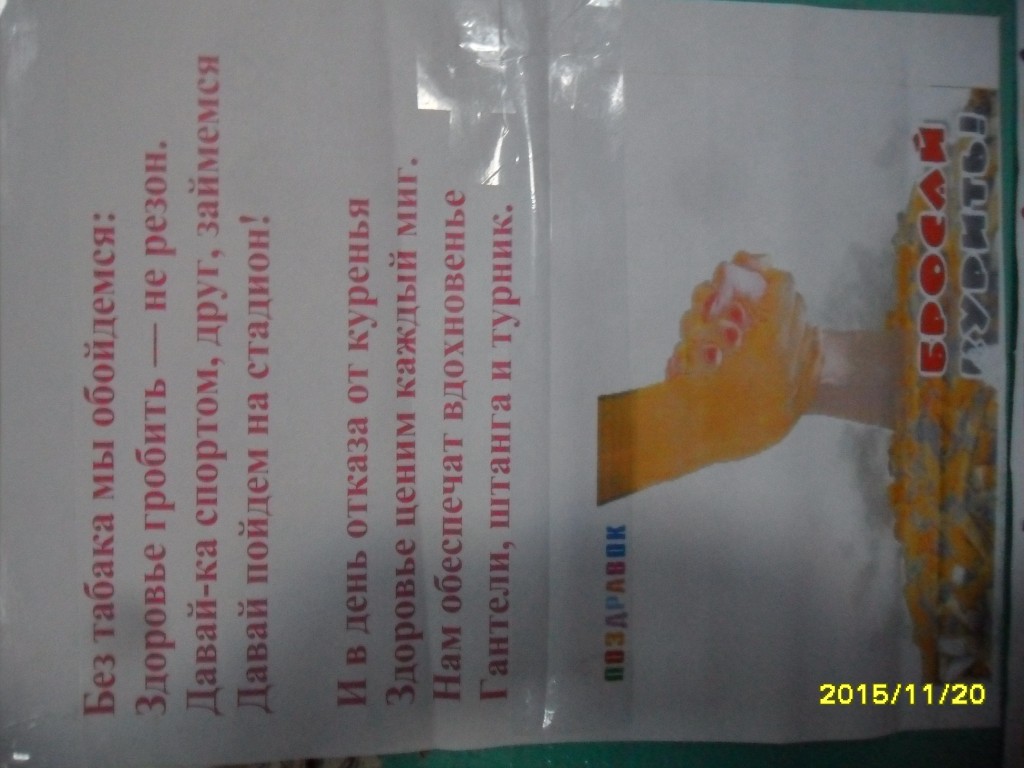 Без табака мы обойдемся:
Здоровье гробить — не резон.
Давай-ка спортом, друг, займемся
Давай пойдем на стадион!
И в день отказа от куренья
Здоровье ценим каждый миг.
Нам обеспечат вдохновенье
Гантели, штанга и турник.
ПОЗДРАВОК
БРОСАЙ
КУРИТЬ!
2015/11/20